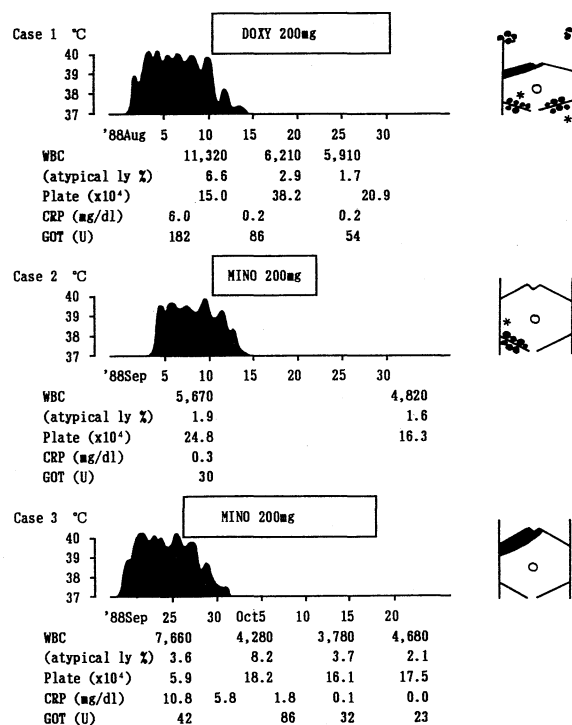 Case 1 °C DOXY 200mg
40
39
38
37
'88Aug 5 10 15 20 25 30
WBC 11,320 6,210 5,910
(atypical ly %) 6.6 2.9 1.7
Plate (x10⁴) 15.0 38.2 20.9
CRP (mg/dl) 6.0 0.2 0.2
GOT (U) 182 86 54
*
*
Case 2 °C MINO 200mg
40
39
38
37
'88Sep 5 10 15 20 25 30
WBC 5,670 4,820
(atypical ly %) 1.9 1.6
Plate (x10⁴) 24.8 16.3
CRP (mg/dl) 0.3
GOT (U) 30
*
Case 3 °C MINO 200mg
40
39
38
37
'88Sep 25 30 Oct5 10 15 20
WBC 7,660 4,280 3,780 4,680
(atypical ly %) 3.6 8.2 3.7 2.1
Plate (x10⁴) 5.9 18.2 16.1 17.5
CRP (mg/dl) 10.8 5.8 1.8 0.1 0.0
GOT (U) 42 86 32 23